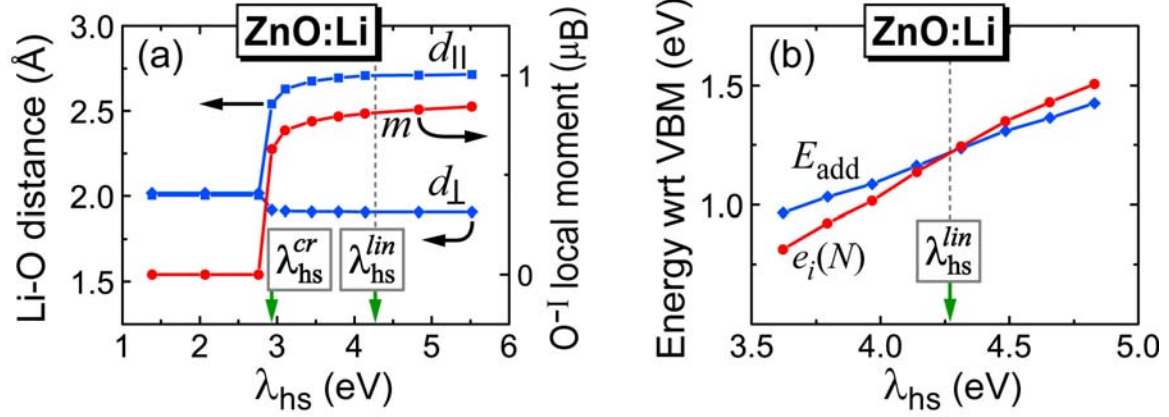 ZnO:Li
(a)
d||
m
d⊥
λhs^cr
λhs^lin
3.0
2.5
2.0
1.5
1
0
1 2 3 4 5 6
Li-O distance (Å)
O⁻ᴵ local moment (μB)
λhs (eV)
ZnO:Li
(b)
Eadd
ei(N)
λhs^lin
1.5
1.0
3.5 4.0 4.5 5.0
Energy wrt VBM (eV)
λhs (eV)